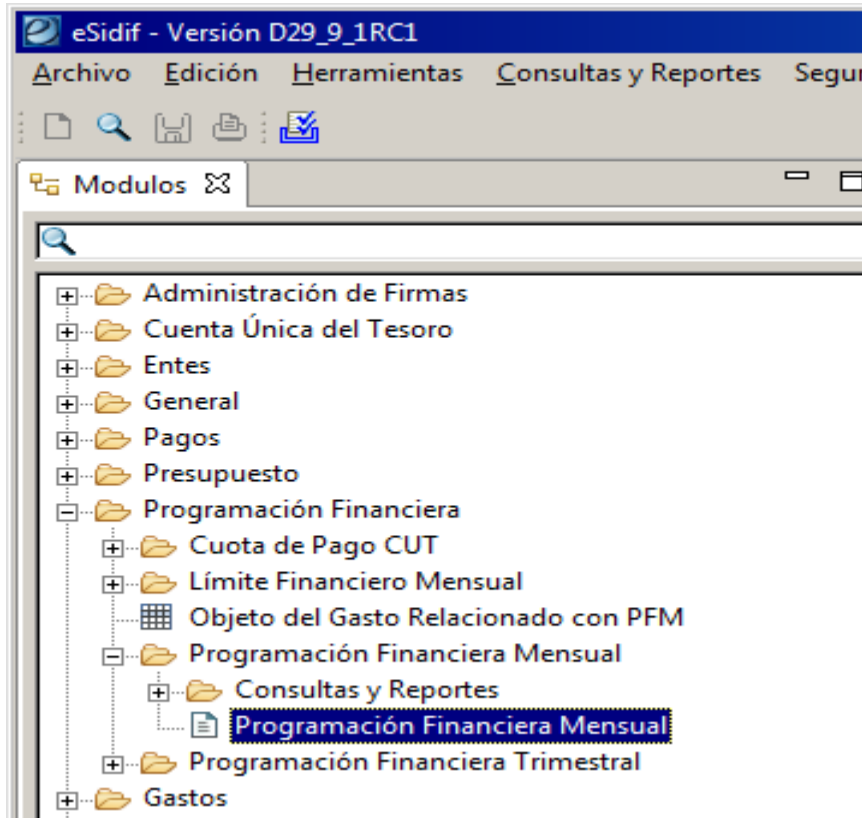 eSidif - Versión D29_9_1RC1
Archivo Edición Herramientas Consultas y Reportes Segur
Modulos
Administración de Firmas
Cuenta Única del Tesoro
Entes
General
Pagos
Presupuesto
Programación Financiera
Cuota de Pago CUT
Límite Financiero Mensual
Objeto del Gasto Relacionado con PFM
Programación Financiera Mensual
Consultas y Reportes
Programación Financiera Mensual
Programación Financiera Trimestral
Gastos